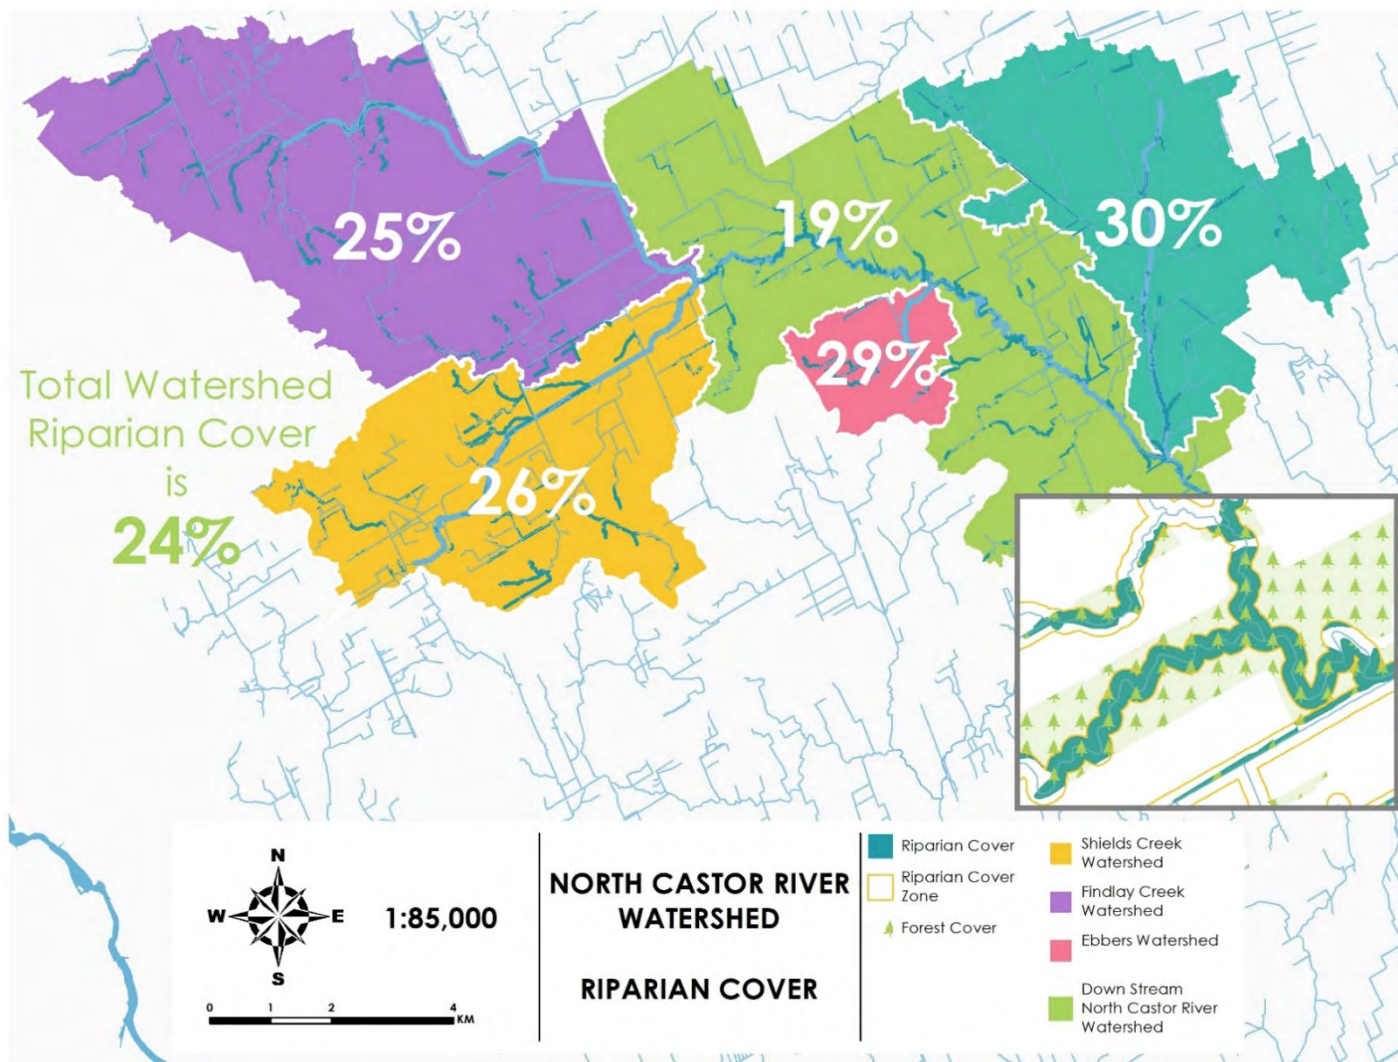 25%
19%
30%
29%
26%
Total Watershed
Riparian Cover
is
24%
N
W
E
S
1:85,000
0 1 2 4
KM
NORTH CASTOR RIVER
WATERSHED
RIPARIAN COVER
Riparian Cover
Riparian Cover
Zone
Forest Cover
Shields Creek
Watershed
Findlay Creek
Watershed
Ebbers Watershed
Down Stream
North Castor River
Watershed